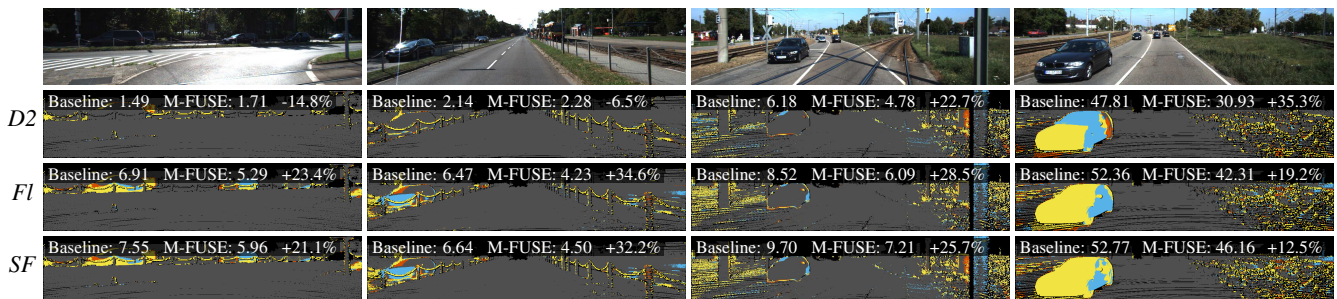 D2 Baseline: 1.49 M-FUSE: 1.71 -14.8% Baseline: 2.14 M-FUSE: 2.28 -6.5% Baseline: 6.18 M-FUSE: 4.78 +22.7% Baseline: 47.81 M-FUSE: 30.93 +35.3%
Fl Baseline: 6.91 M-FUSE: 5.29 +23.4% Baseline: 6.47 M-FUSE: 4.23 +34.6% Baseline: 8.52 M-FUSE: 6.09 +28.5% Baseline: 52.36 M-FUSE: 42.31 +19.2%
SF Baseline: 7.55 M-FUSE: 5.96 +21.1% Baseline: 6.64 M-FUSE: 4.50 +32.2% Baseline: 9.70 M-FUSE: 7.21 +25.7% Baseline: 52.77 M-FUSE: 46.16 +12.5%